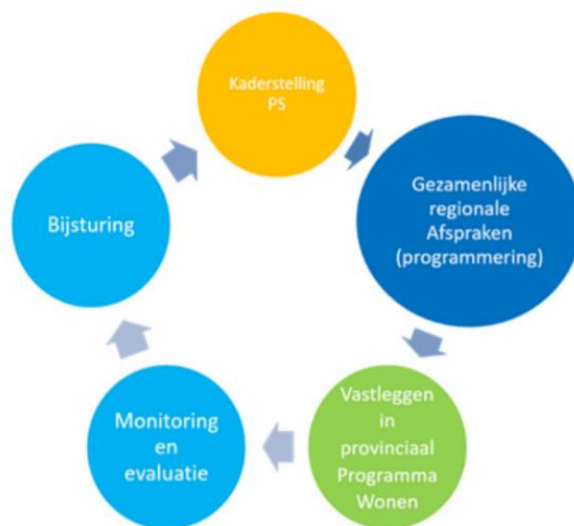 Kaderstelling
PS
Gezamenlijke
regionale
Afspraken
(programmering)
Vastleggen
in
provinciaal
Programma
Wonen
Monitoring
en
evaluatie
Bijsturing